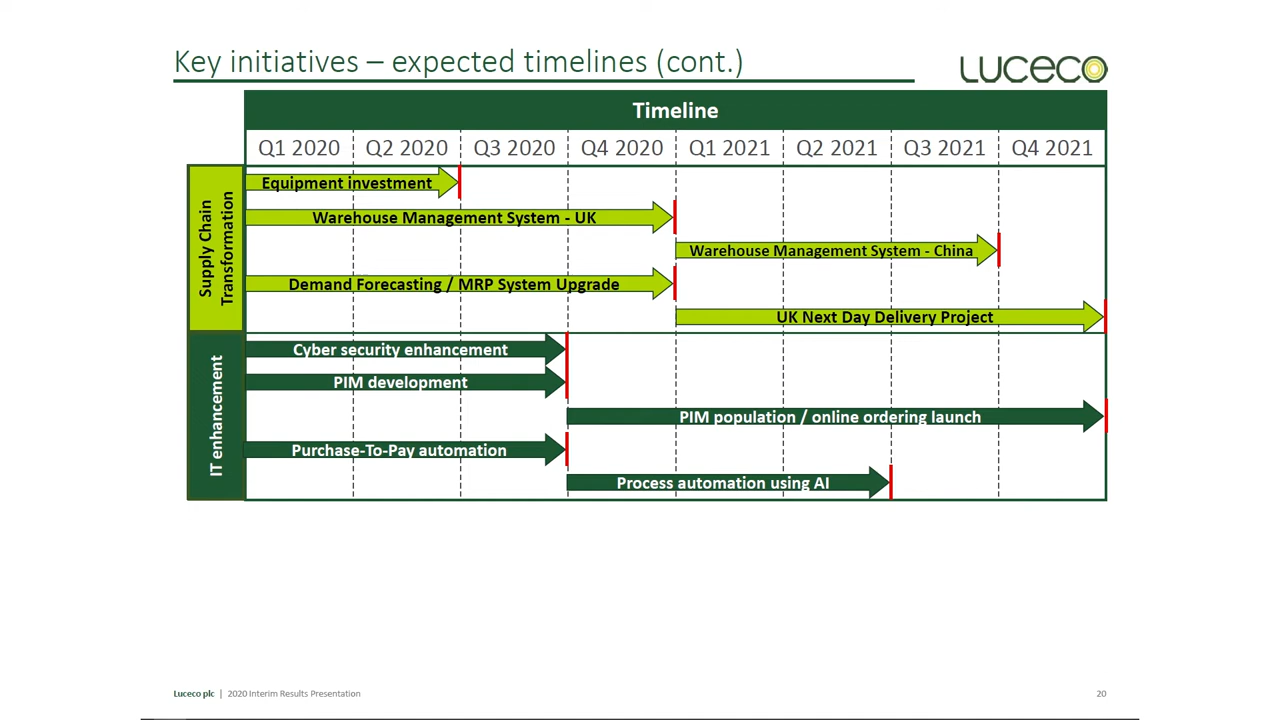 Key initiatives – expected timelines (cont.)
LUCECO
Timeline
Q1 2020 Q2 2020 Q3 2020 Q4 2020 Q1 2021 Q2 2021 Q3 2021 Q4 2021
Supply Chain
Transformation
Equipment investment
Warehouse Management System - UK
Warehouse Management System - China
Demand Forecasting / MRP System Upgrade
UK Next Day Delivery Project
IT enhancement
Cyber security enhancement
PIM development
PIM population / online ordering launch
Purchase-To-Pay automation
Process automation using AI
Luceco plc | 2020 Interim Results Presentation
20